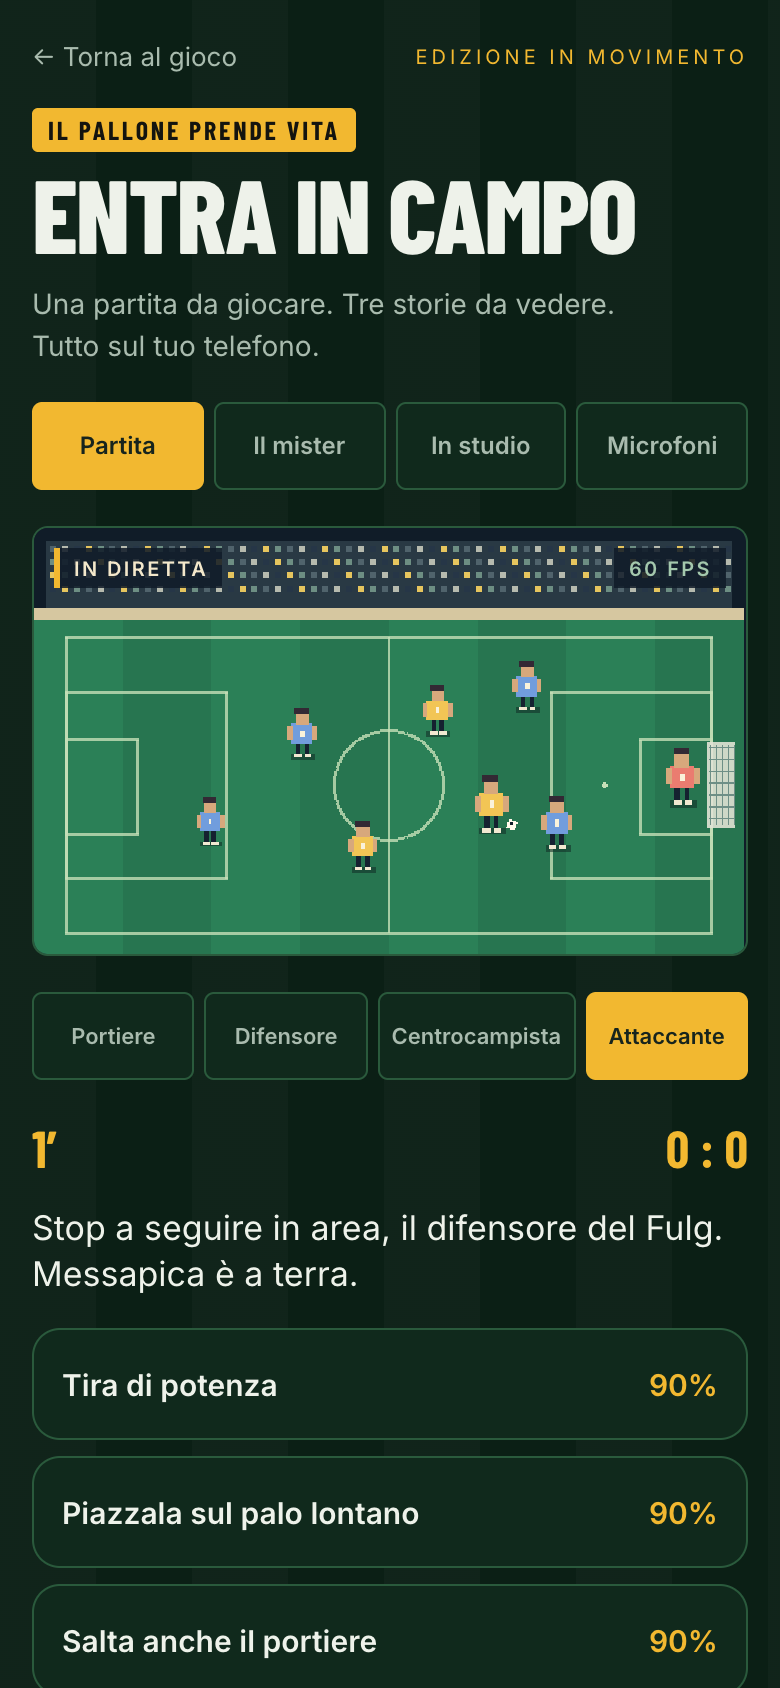 ← Torna al gioco
EDIZIONE IN MOVIMENTO
IL PALLONE PRENDE VITA
ENTRA IN CAMPO
Una partita da giocare. Tre storie da vedere.
Tutto sul tuo telefono.
Partita
Il mister
In studio
Microfoni
IN DIRETTA
60 FPS
Portiere
Difensore
Centrocampista
Attaccante
1′
0 : 0
Stop a seguire in area, il difensore del Fulg.
Messapica è a terra.
Tira di potenza
90%
Piazzala sul palo lontano
90%
Salta anche il portiere
90%